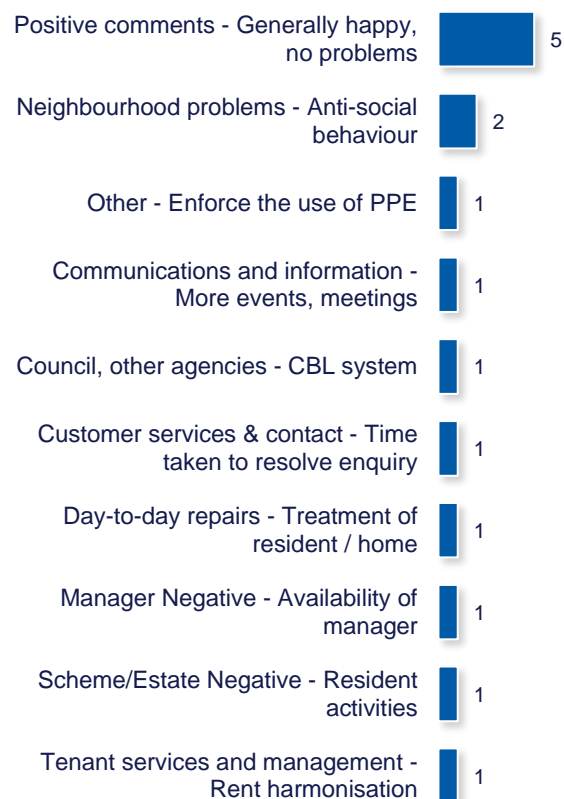 Positive comments - Generally happy,
no problems
5
Neighbourhood problems - Anti-social
behaviour
2
Other - Enforce the use of PPE
1
Communications and information -
More events, meetings
1
Council, other agencies - CBL system
1
Customer services & contact - Time
taken to resolve enquiry
1
Day-to-day repairs - Treatment of
resident / home
1
Manager Negative - Availability of
manager
1
Scheme/Estate Negative - Resident
activities
1
Tenant services and management -
Rent harmonisation
1